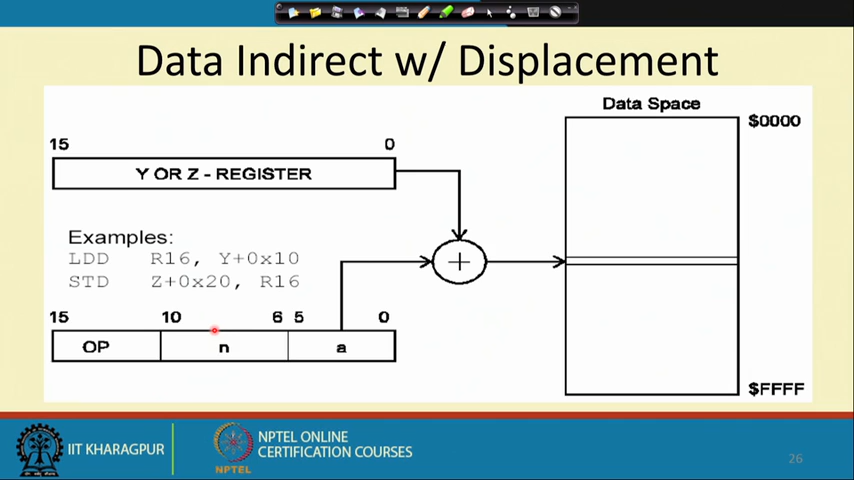 Data Indirect w/ Displacement
Data Space
$0000
15 0
Y OR Z - REGISTER
Examples:
LDD R16, Y+0x10
STD Z+0x20, R16
+
15 10 6 5 0
OP n a
$FFFF
IIT KHARAGPUR
NPTEL
NPTEL ONLINE
CERTIFICATION COURSES
26